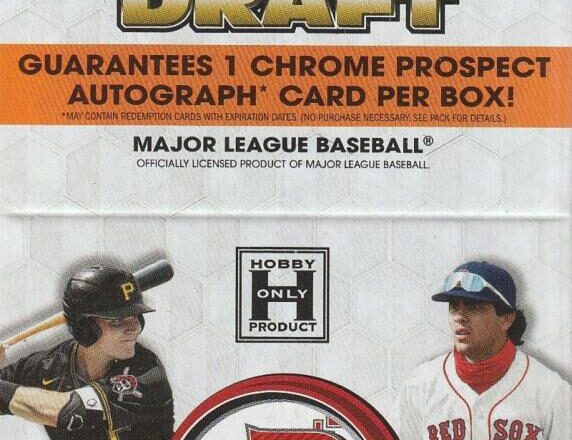 DRAFT
GUARANTEES 1 CHROME PROSPECT
AUTOGRAPH* CARD PER BOX!
*MAY CONTAIN REDEMPTION CARDS WITH EXPIRATION DATES. (NO PURCHASE NECESSARY. SEE PACK FOR DETAILS.)
MAJOR LEAGUE BASEBALL®
OFFICIALLY LICENSED PRODUCT OF MAJOR LEAGUE BASEBALL.
HOBBY
H
ONLY
PRODUCT
P
RED SOX